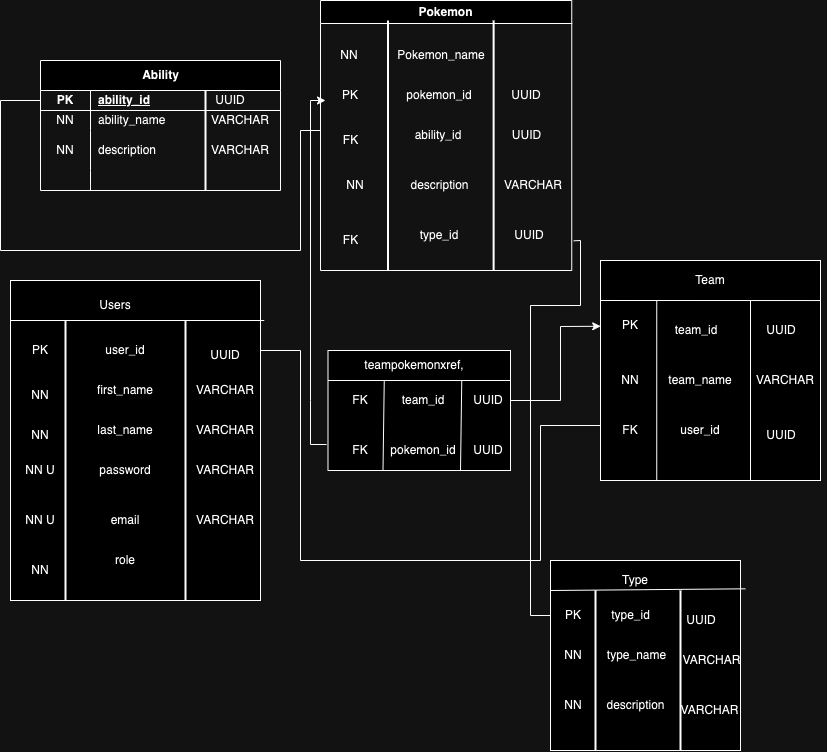 Pokemon
NN Pokemon_name
PK pokemon_id UUID
FK ability_id UUID
NN description VARCHAR
FK type_id UUID
Ability
PK ability_id UUID
NN ability_name VARCHAR
NN description VARCHAR
Users
PK user_id UUID
NN first_name VARCHAR
NN last_name VARCHAR
NN U password VARCHAR
NN U email VARCHAR
NN role
teampokemonxref,
FK team_id UUID
FK pokemon_id UUID
Team
PK team_id UUID
NN team_name VARCHAR
FK user_id UUID
Type
PK type_id UUID
NN type_name VARCHAR
NN description VARCHAR